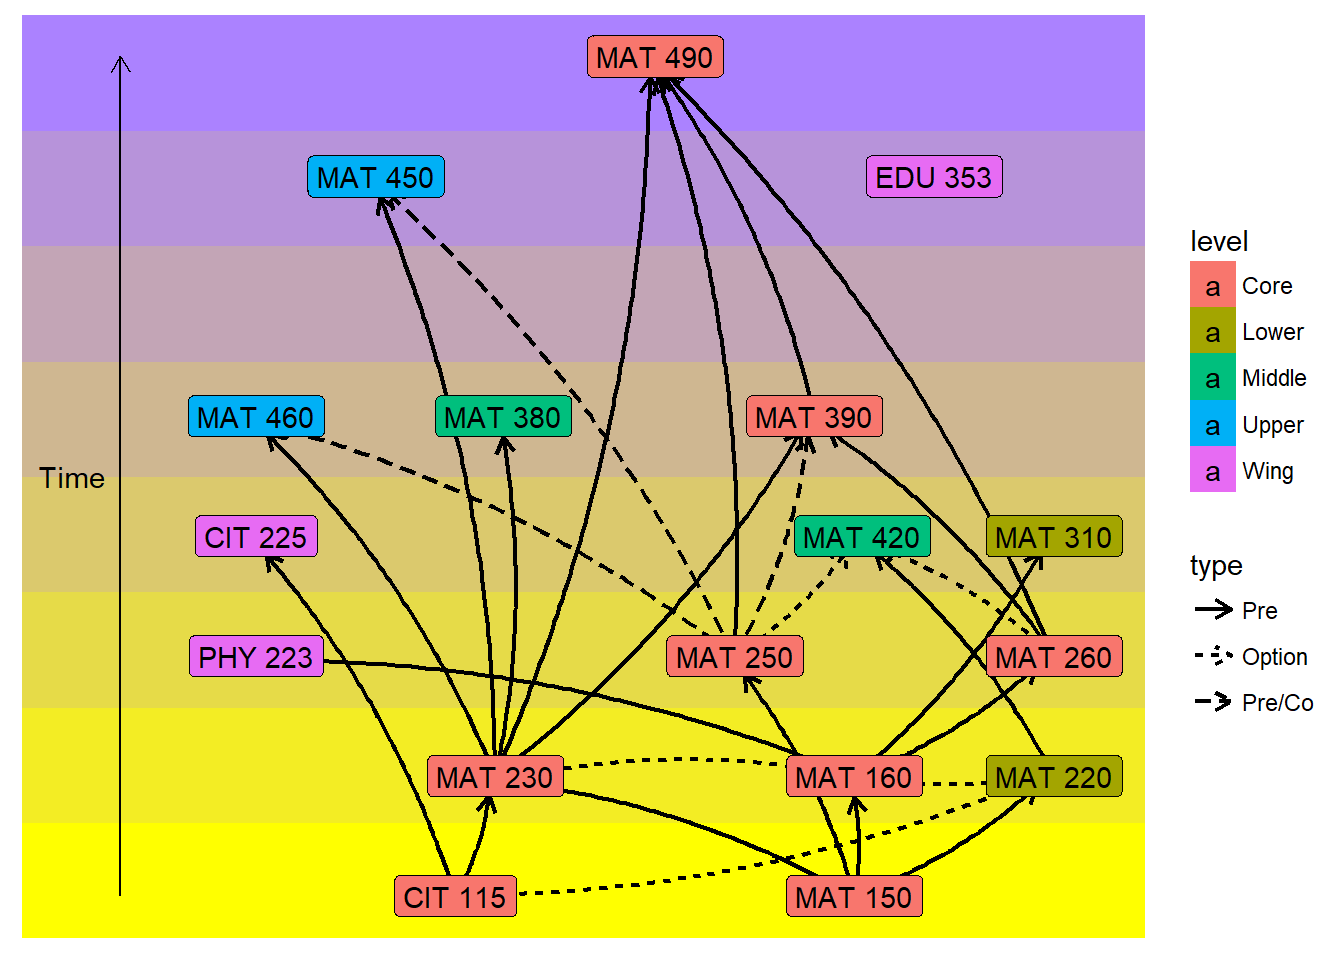 MAT 490
MAT 450
EDU 353
MAT 460
MAT 380
MAT 390
Time
CIT 225
MAT 420
MAT 310
PHY 223
MAT 250
MAT 260
MAT 230
MAT 160
MAT 220
CIT 115
MAT 150
level
a Core
a Lower
a Middle
a Upper
a Wing
type
Pre
Option
Pre/Co